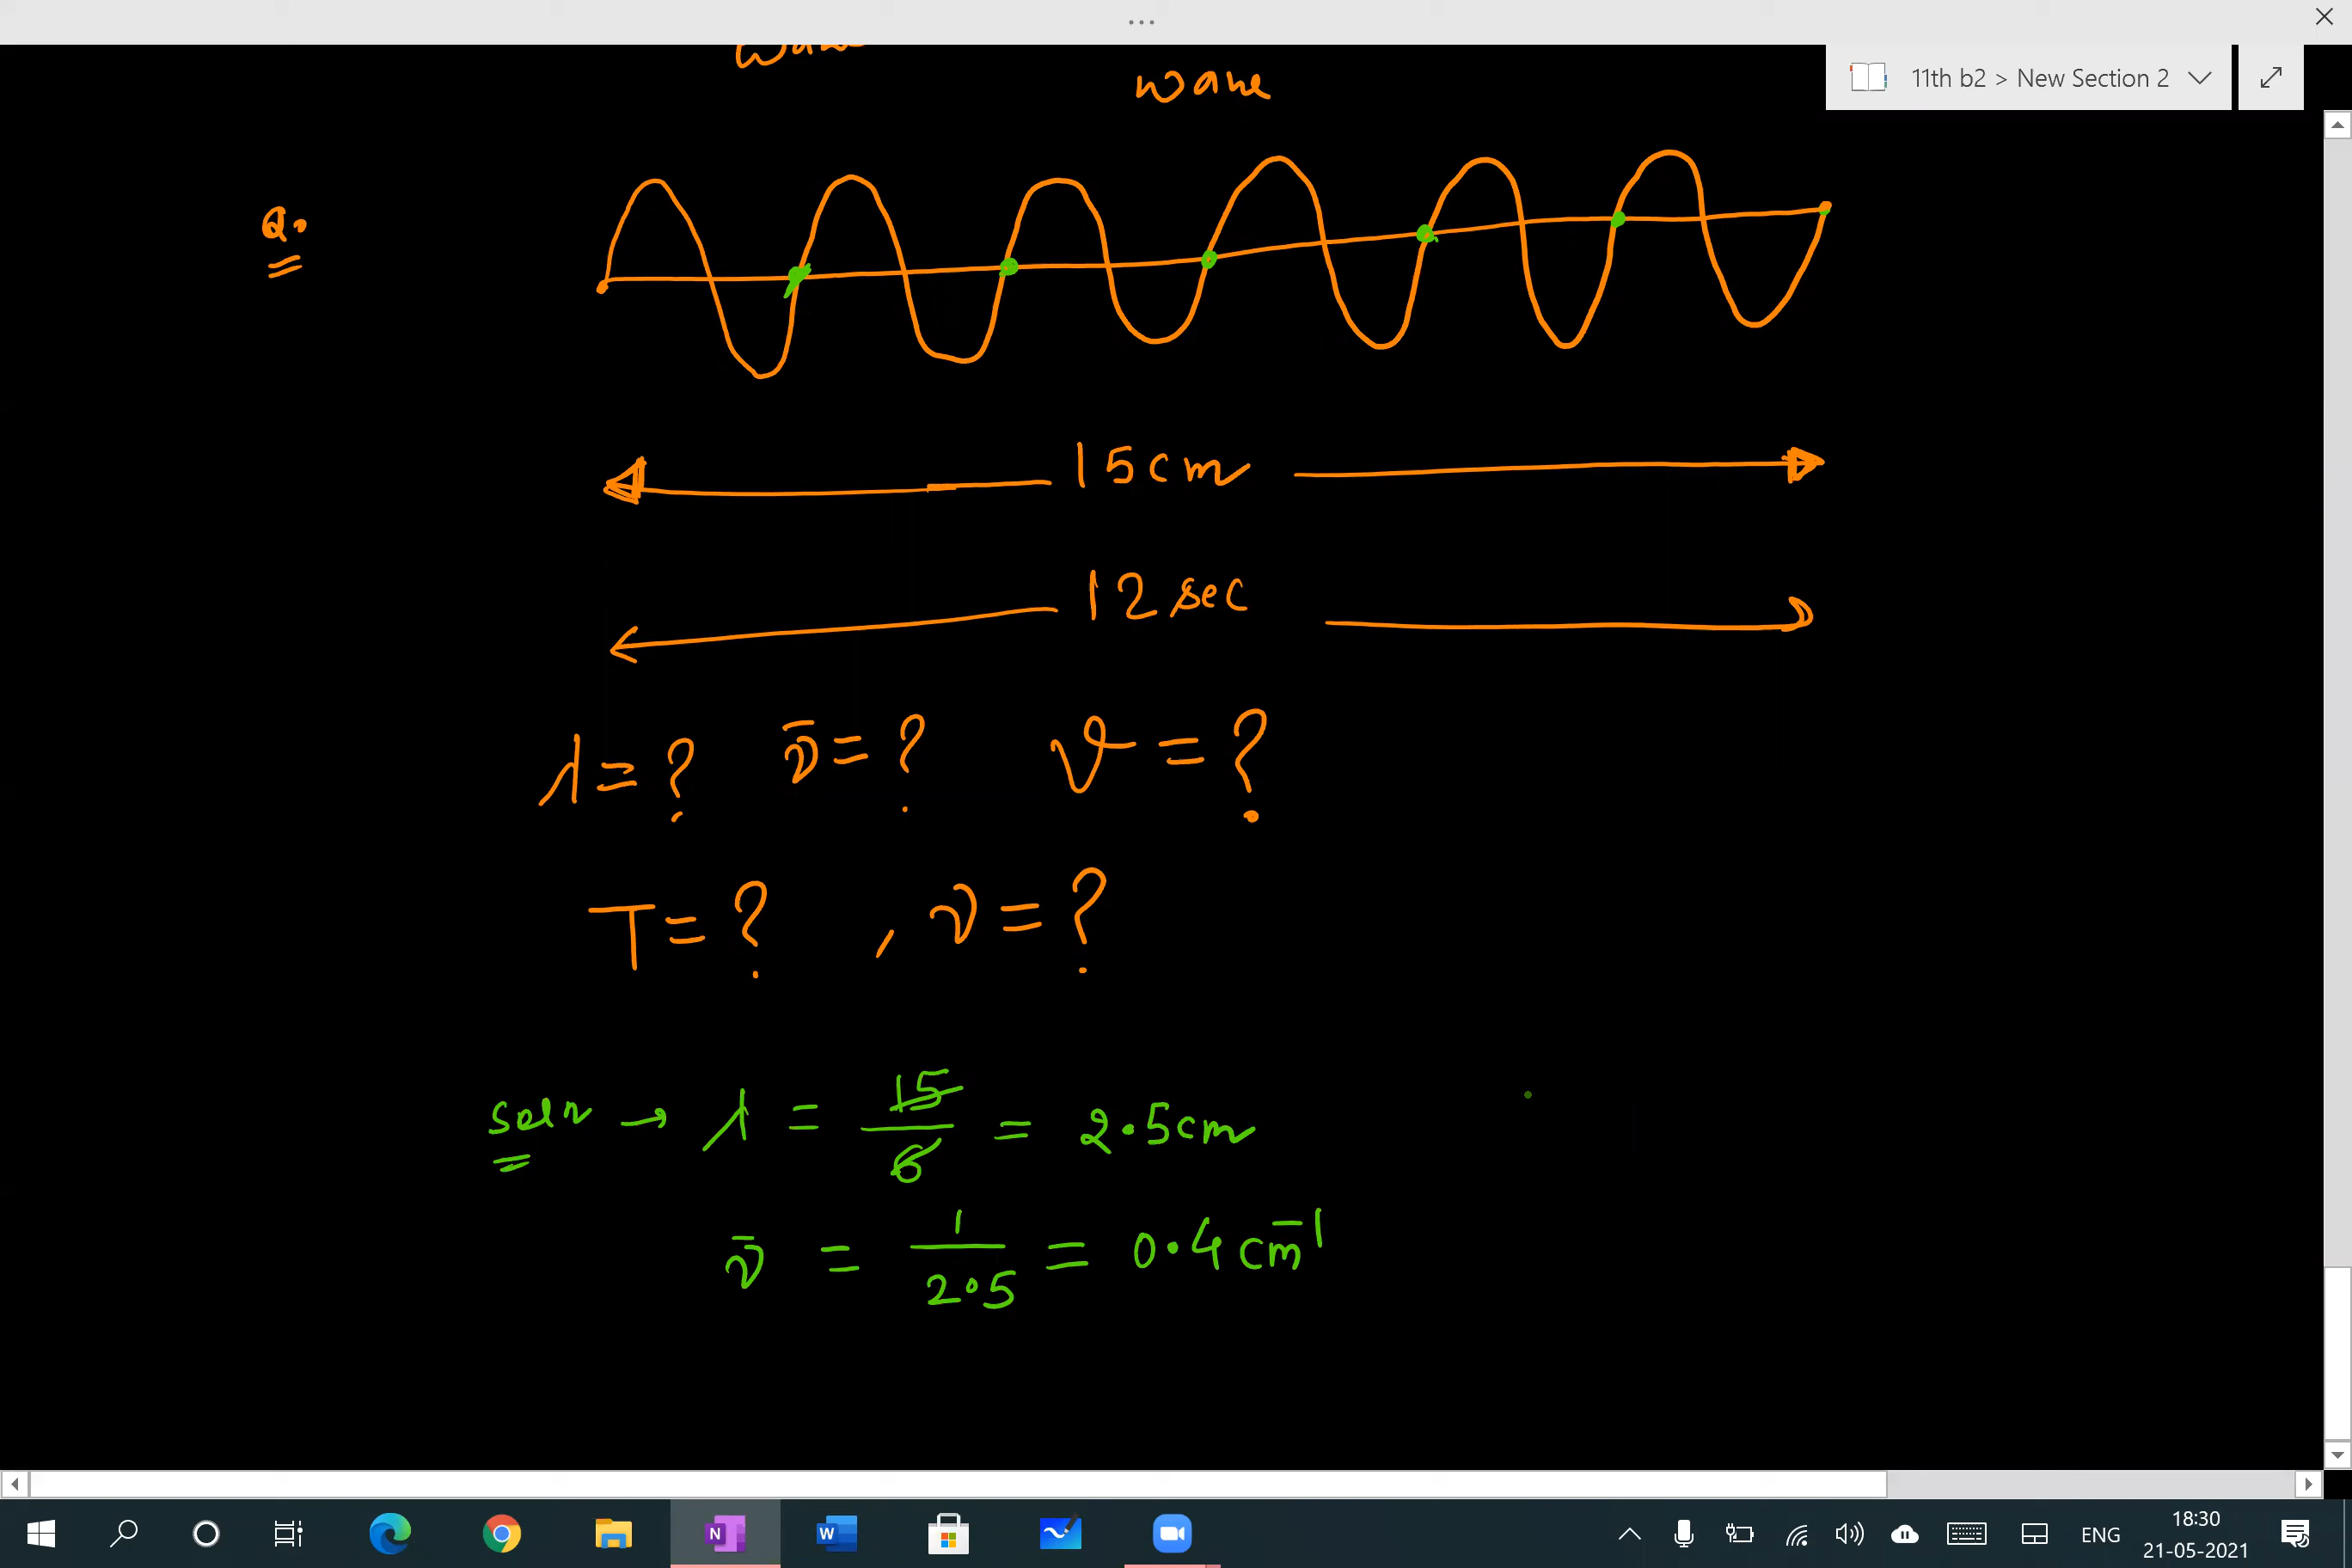 ...
11th b2 > New Section 2
wave
Q.
15cm
12 sec
λ=? ν̄=? v=?
T=? , ν=?
soln → λ = 15/6 = 2.5cm
ν̄ = 1/2.5 = 0.4 cm⁻¹
N
W
ENG
18:30
21-05-2021